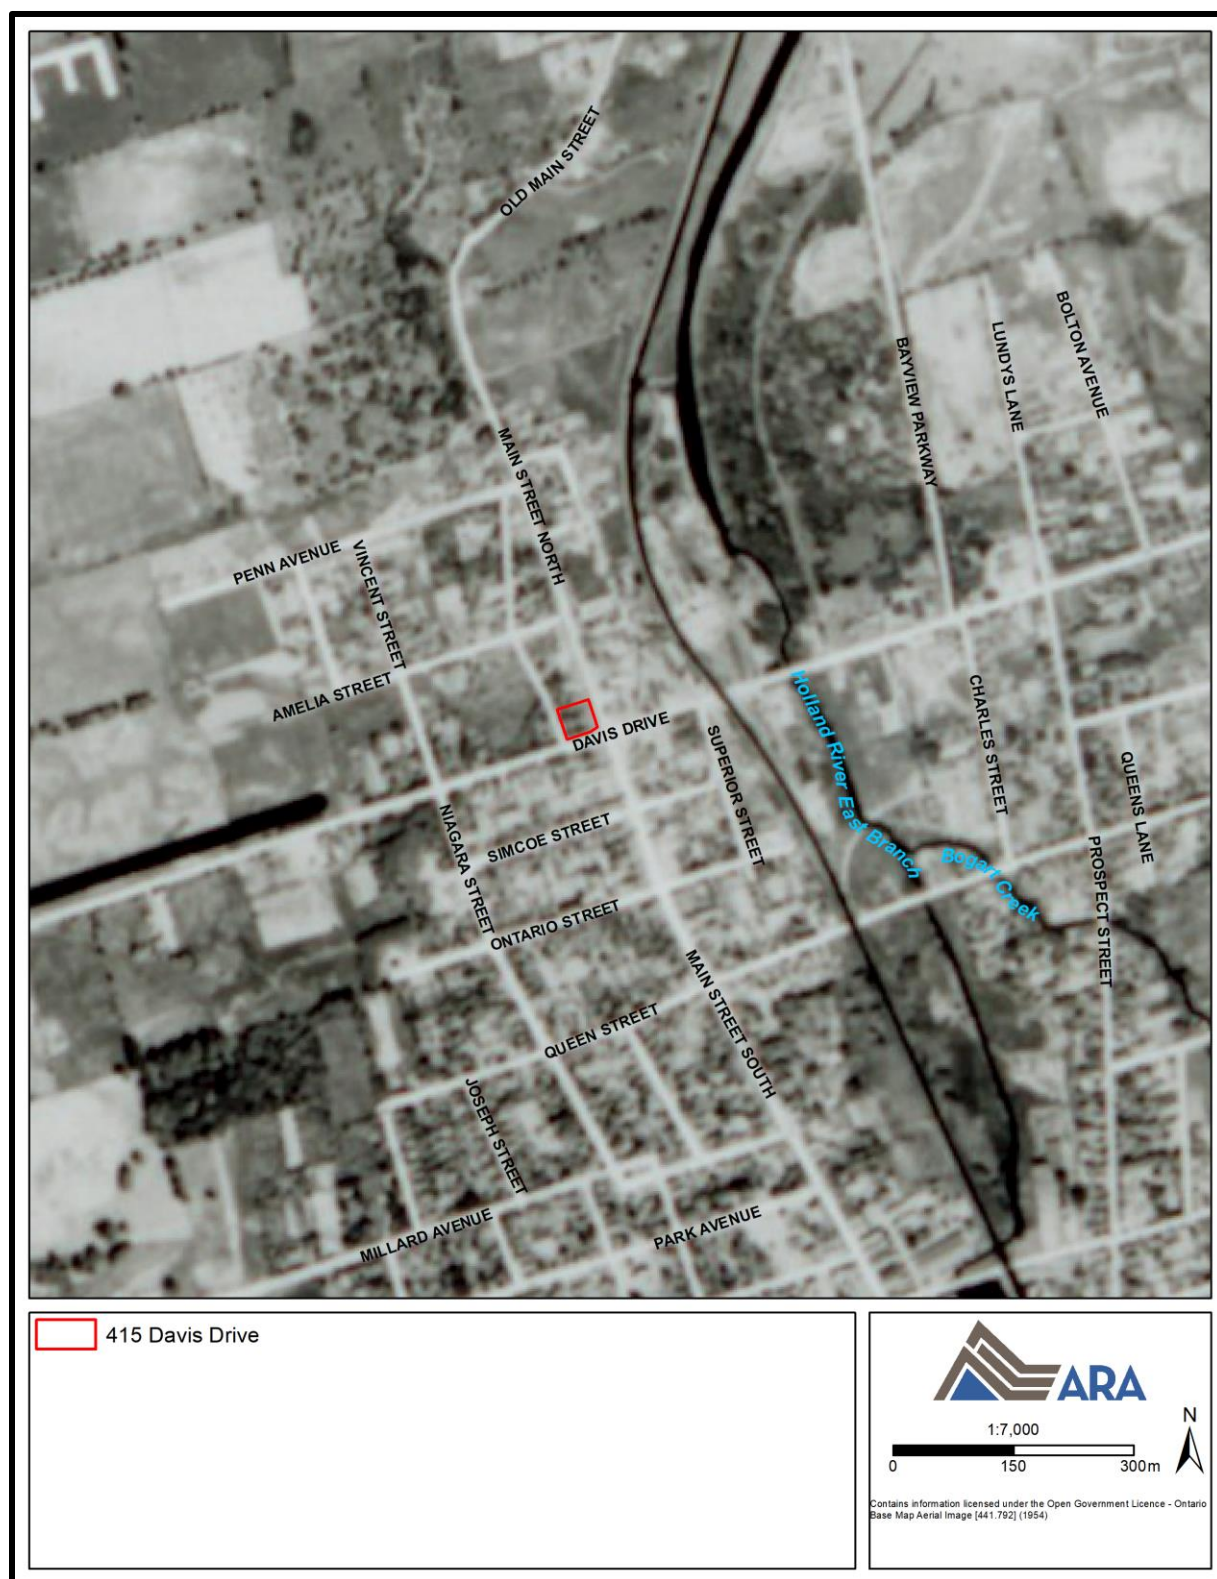 OLD MAIN STREET
BOLTON AVENUE
LUNDYS LANE
BAYVIEW PARKWAY
MAIN STREET NORTH
PENN AVENUE
VINCENT STREET
AMELIA STREET
DAVIS DRIVE
Holland River East Branch
CHARLES STREET
SUPERIOR STREET
QUEENS LANE
NIAGARA STREET
SIMCOE STREET
Bogart Creek
PROSPECT STREET
ONTARIO STREET
MAIN STREET SOUTH
QUEEN STREET
JOSEPH STREET
MILLARD AVENUE
PARK AVENUE
415 Davis Drive
ARA
1:7,000
N
0 150 300m
Contains information licensed under the Open Government Licence - Ontario
Base Map Aerial Image [441.792] (1954)